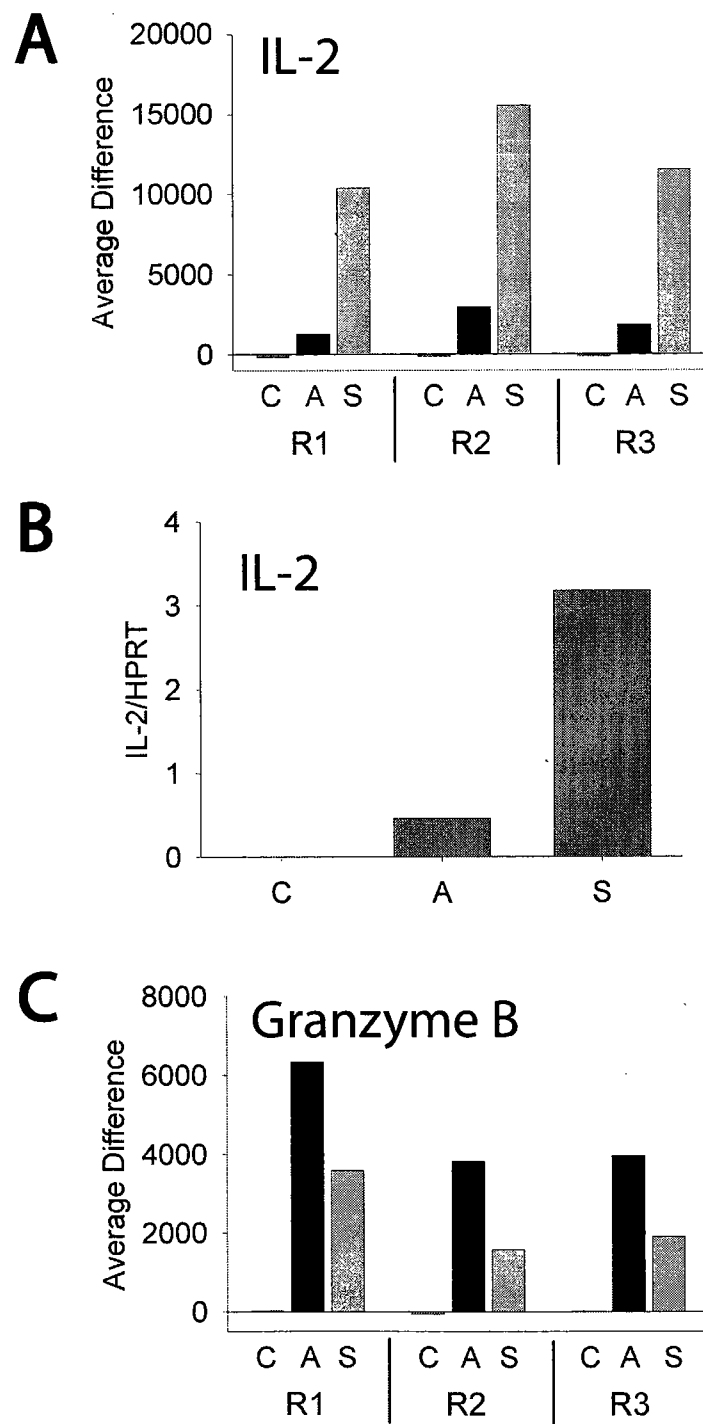 A
IL-2
Average Difference
20000
15000
10000
5000
0
C A S C A S C A S
R1 R2 R3
B
IL-2
IL-2/HPRT
4
3
2
1
0
C A S
C
Granzyme B
Average Difference
8000
6000
4000
2000
0
C A S C A S C A S
R1 R2 R3